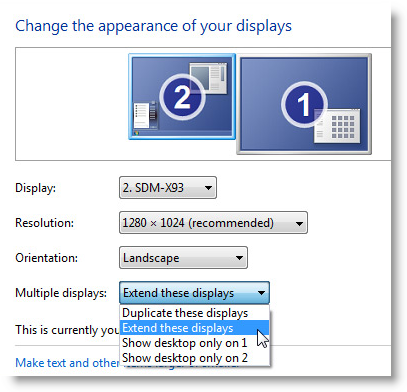 Change the appearance of your displays
2
1
Display: 2. SDM-X93
Resolution: 1280 × 1024 (recommended)
Orientation: Landscape
Multiple displays: Extend these displays
Duplicate these displays
Extend these displays
This is currently you
Show desktop only on 1
Show desktop only on 2
Make text and other